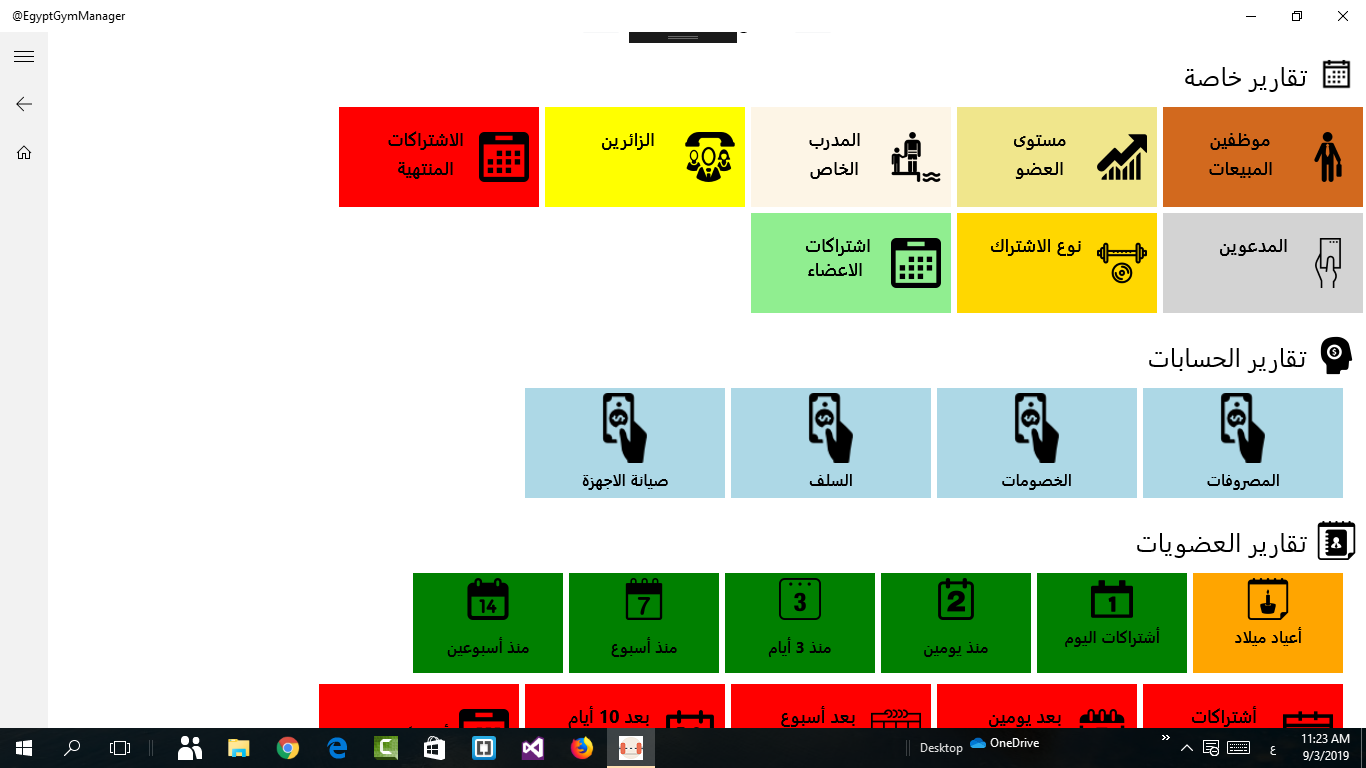 @EgyptGymManager
تقارير خاصة
موظفين
المبيعات
مستوى
العضو
المدرب
الخاص
الزائرين
الاشتراكات
المنتهية
المدعوين
نوع الاشتراك
اشتراكات
الاعضاء
تقارير الحسابات
المصروفات
الخصومات
السلف
صيانة الاجهزة
تقارير العضويات
أعياد ميلاد
1
أشتراكات اليوم
2
منذ يومين
3
منذ 3 أيام
7
منذ أسبوع
14
منذ أسبوعين
أشتراكات
بعد يومين
بعد أسبوع
بعد 10 أيام
Desktop
OneDrive
ع
11:23 AM
9/3/2019